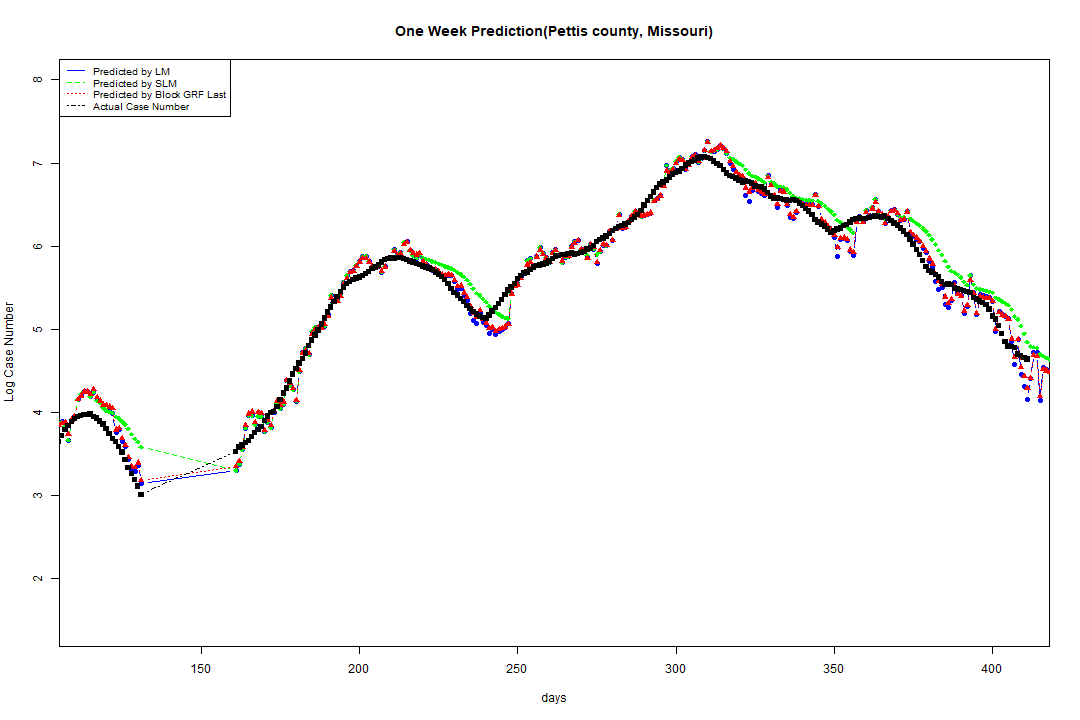 One Week Prediction(Pettis county, Missouri)
Predicted by LM
Predicted by SLM
Predicted by Block GRF Last
Actual Case Number
8
7
6
5
4
3
2
Log Case Number
150 200 250 300 350 400
days